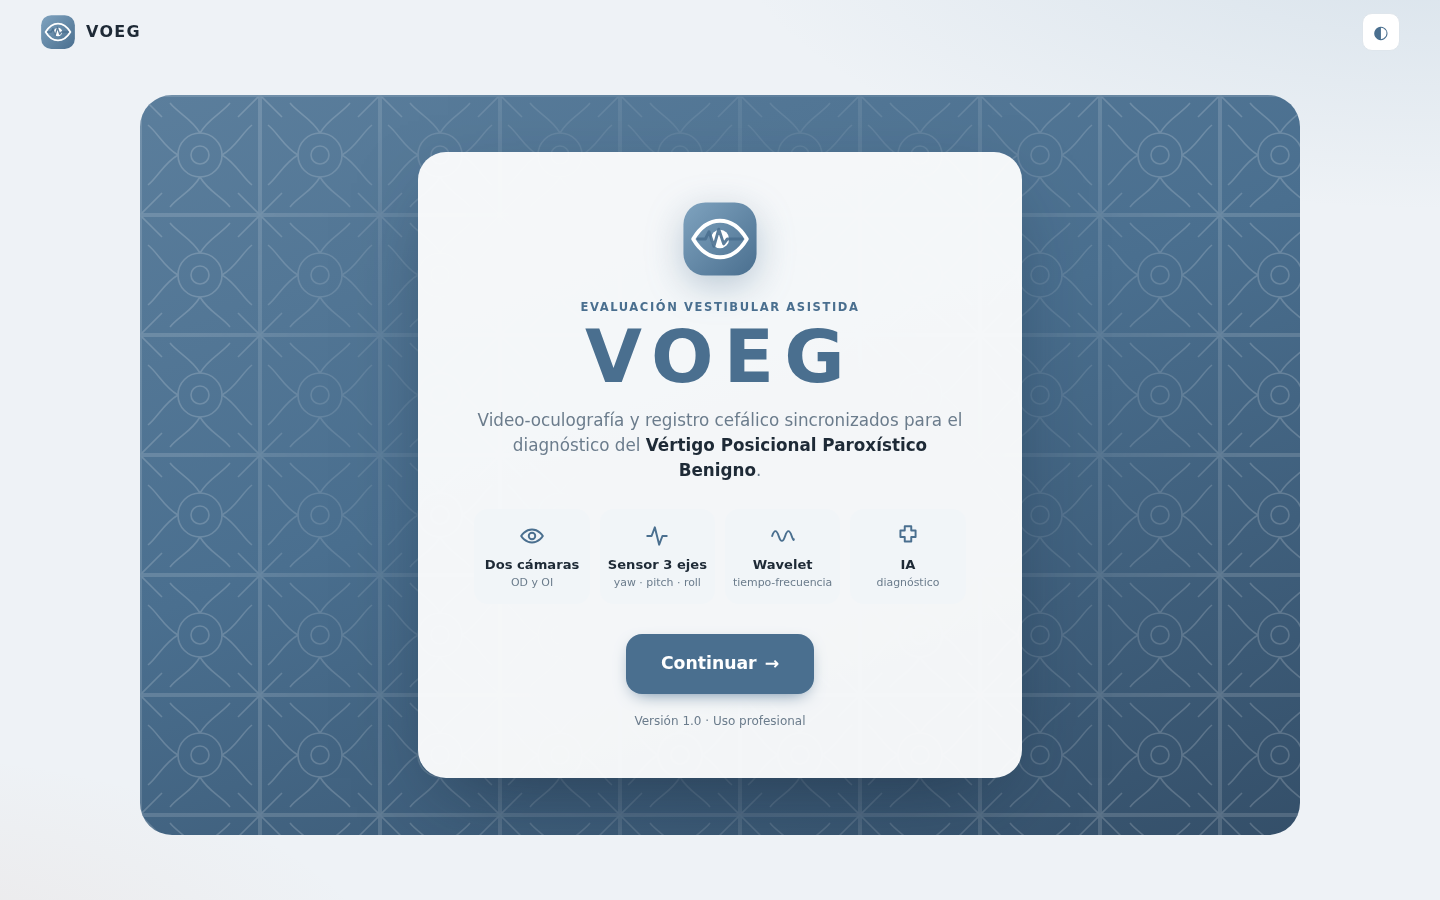 VOEG
EVALUACIÓN VESTIBULAR ASISTIDA
VOEG
Video-oculografía y registro cefálico sincronizados para el
diagnóstico del Vértigo Posicional Paroxístico
Benigno.
Dos cámaras
OD y OI
Sensor 3 ejes
yaw · pitch · roll
Wavelet
tiempo-frecuencia
IA
diagnóstico
Continuar →
Versión 1.0 · Uso profesional